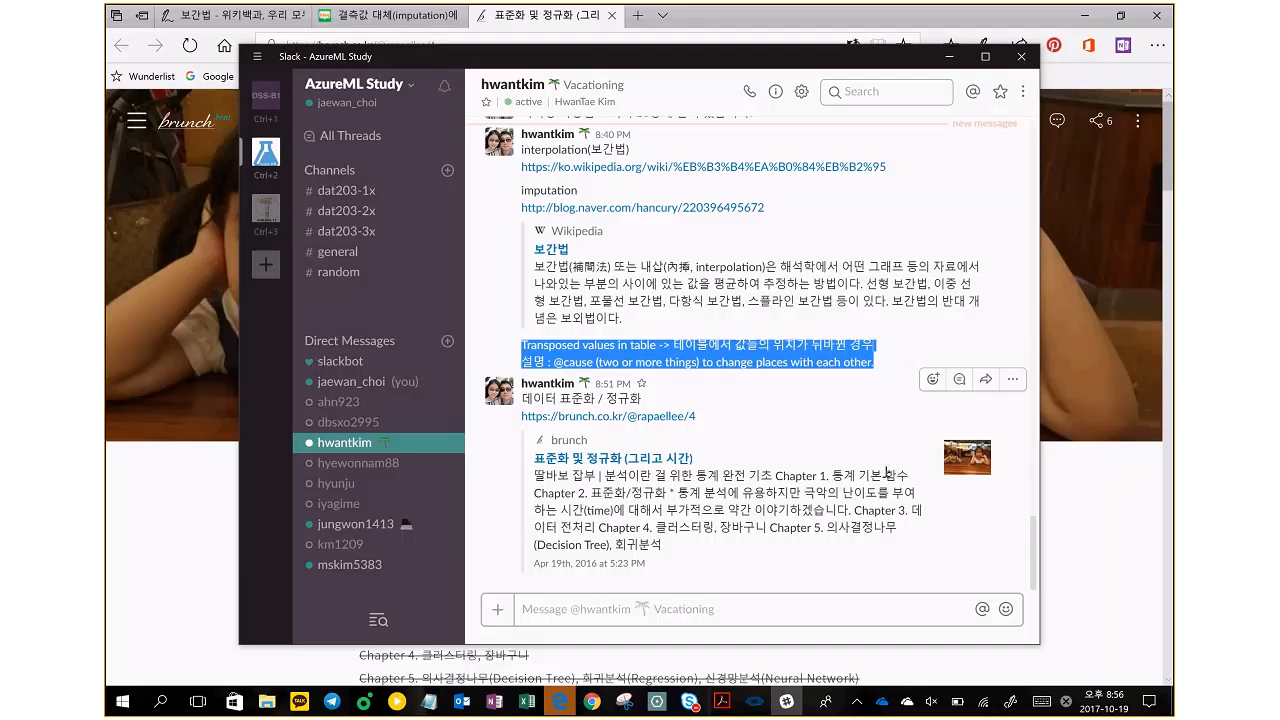 보간법 - 위키백과, 우리 모두
결측값 대체(imputation)에
표준화 및 정규화 (그리
Wunderlist
Google
brunch beta
6
Slack - AzureML Study
DSS-B1
Ctrl+1
Ctrl+2
Ctrl+3
AzureML Study
jaewan_choi
All Threads
Channels
# dat203-1x
# dat203-2x
# dat203-3x
# general
# random
Direct Messages
slackbot
jaewan_choi (you)
ahn923
dbsxo2995
hwantkim
hyewonnam88
hyunju
iyagime
jungwon1413
km1209
mskim5383
hwantkim Vacationing
active | HwanTae Kim
Search
new messages
hwantkim 8:40 PM
interpolation(보간법)
https://ko.wikipedia.org/wiki/%EB%B3%B4%EA%B0%84%EB%B2%95
imputation
http://blog.naver.com/hancury/220396495672
W Wikipedia
보간법
보간법(補間法) 또는 내삽(內揷, interpolation)은 해석학에서 어떤 그래프 등의 자료에서
나와있는 부분의 사이에 있는 값을 평균하여 추정하는 방법이다. 선형 보간법, 이중 선
형 보간법, 포물선 보간법, 다항식 보간법, 스플라인 보간법 등이 있다. 보간법의 반대 개
념은 보외법이다.
Transposed values in table -> 테이블에서 값들의 위치가 뒤바뀐 경우
설명 : @cause (two or more things) to change places with each other.
hwantkim 8:51 PM
데이터 표준화 / 정규화
https://brunch.co.kr/@rapaellee/4
brunch
표준화 및 정규화 (그리고 시간)
딸바보 잡부 | 분석이란 걸 위한 통계 완전 기초 Chapter 1. 통계 기본 함수
Chapter 2. 표준화/정규화 * 통계 분석에 유용하지만 극악의 난이도를 부여
하는 시간(time)에 대해서 부가적으로 약간 이야기하겠습니다. Chapter 3. 데
이터 전처리 Chapter 4. 클러스터링, 장바구니 Chapter 5. 의사결정나무
(Decision Tree), 회귀분석
Apr 19th, 2016 at 5:23 PM
Message @hwantkim Vacationing
Chapter 4. 클러스터링, 장바구니
Chapter 5. 의사결정나무(Decision Tree), 회귀분석(Regression), 신경망분석(Neural Network)
TALK
오후 8:56
2017-10-19